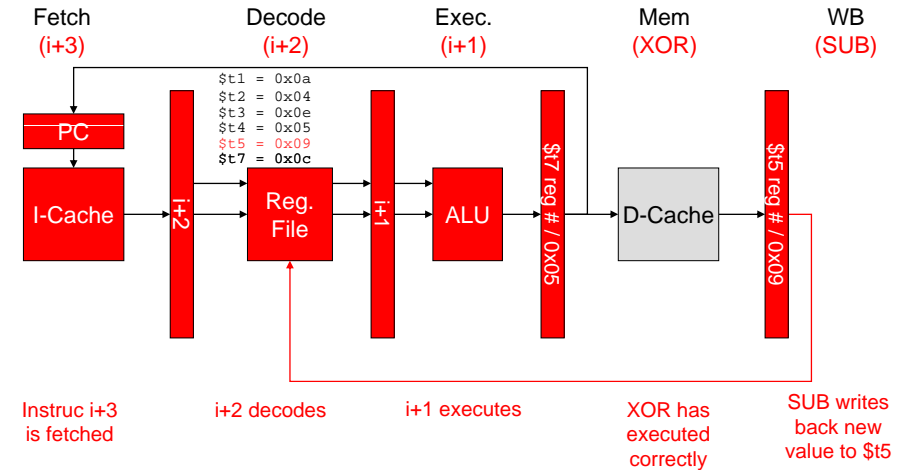 Fetch
(i+3)
Decode
(i+2)
Exec.
(i+1)
Mem
(XOR)
WB
(SUB)
$t1 = 0x0a
$t2 = 0x04
$t3 = 0x0e
$t4 = 0x05
$t5 = 0x09
$t7 = 0x0c
PC
I-Cache
i+2
Reg.
File
i+1
ALU
$t7 reg # / 0x05
D-Cache
$t5 reg # / 0x09
Instruc i+3
is fetched
i+2 decodes
i+1 executes
XOR has
executed
correctly
SUB writes
back new
value to $t5